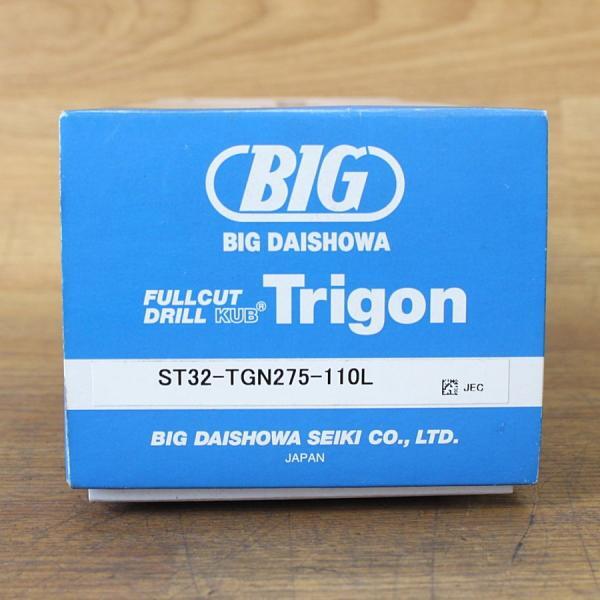 BIG
BIG DAISHOWA
FULLCUT
DRILL KUB® Trigon
ST32-TGN275-110L
JEC
BIG DAISHOWA SEIKI CO., LTD.
JAPAN